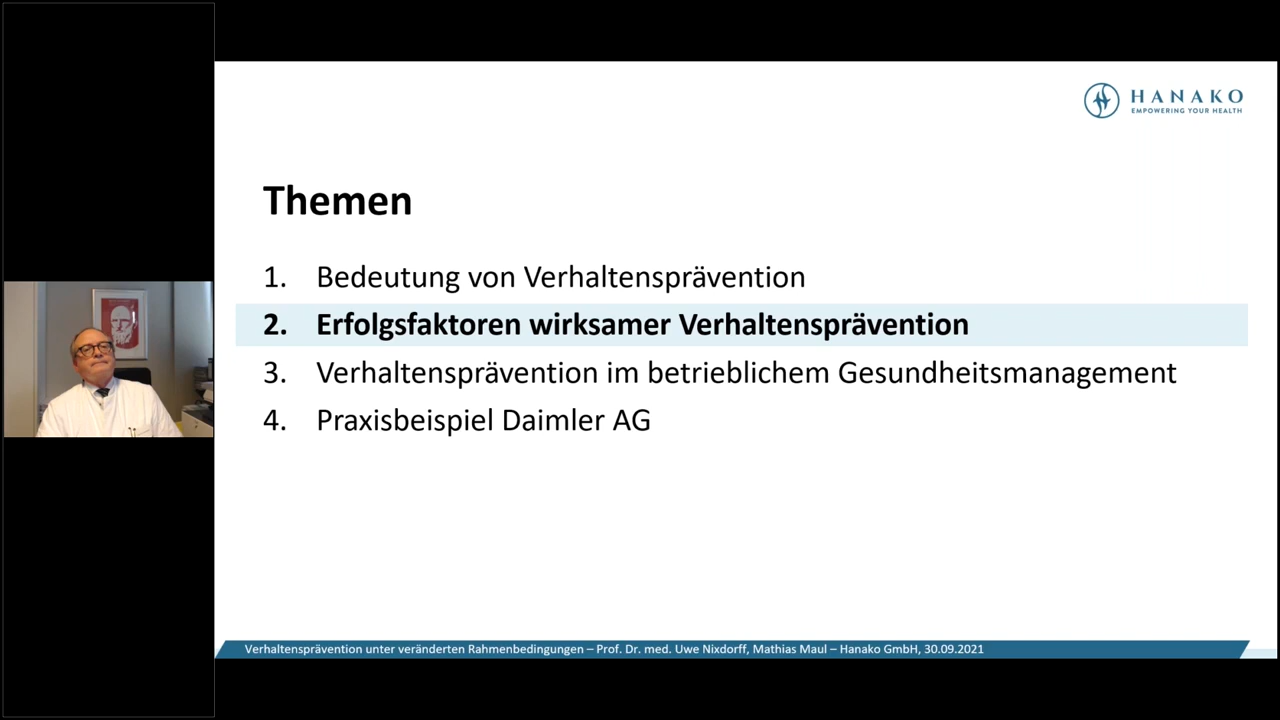 HANAKO
EMPOWERING YOUR HEALTH
Themen
1. Bedeutung von Verhaltensprävention
2. Erfolgsfaktoren wirksamer Verhaltensprävention
3. Verhaltensprävention im betrieblichem Gesundheitsmanagement
4. Praxisbeispiel Daimler AG
Verhaltensprävention unter veränderten Rahmenbedingungen – Prof. Dr. med. Uwe Nixdorff, Mathias Maul – Hanako GmbH, 30.09.2021